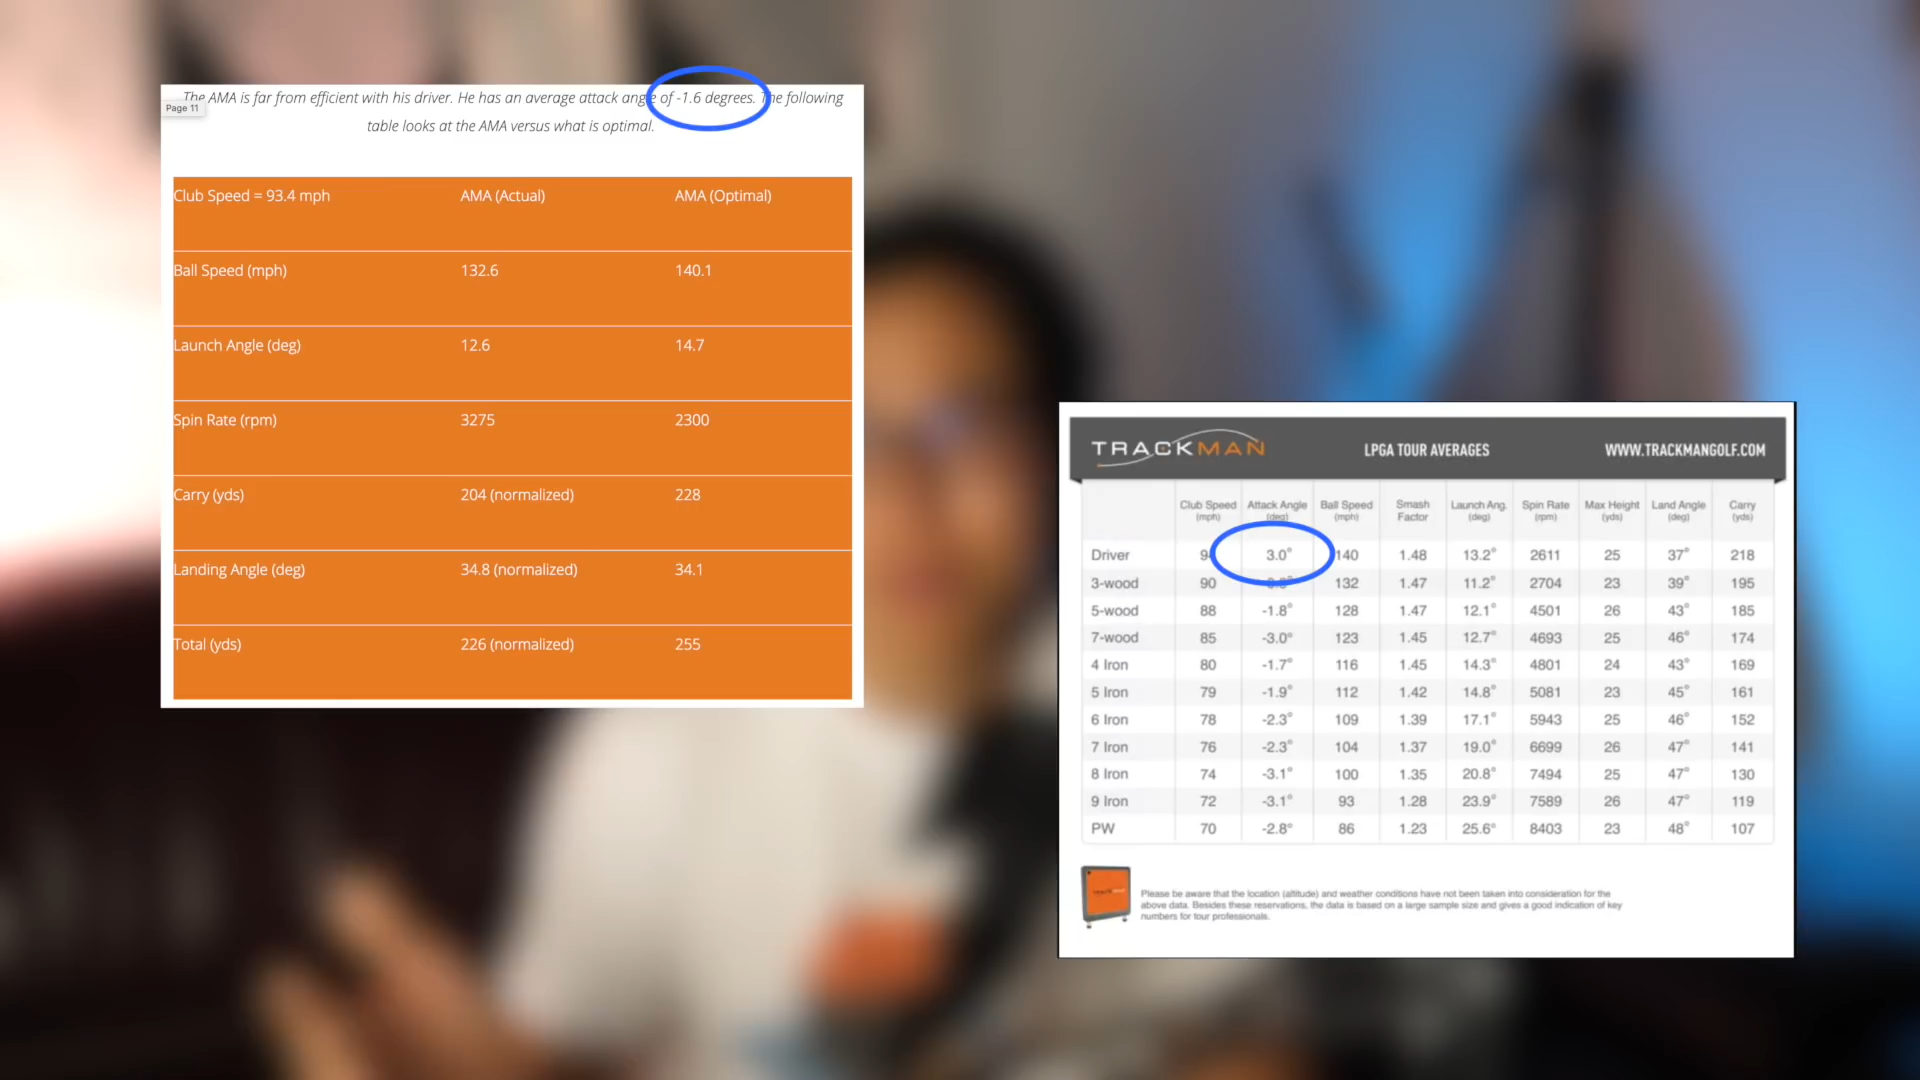 The AMA is far from efficient with his driver. He has an average attack angle of -1.6 degrees. The following
Page 11
table looks at the AMA versus what is optimal.
Club Speed = 93.4 mph AMA (Actual) AMA (Optimal)
Ball Speed (mph) 132.6 140.1
Launch Angle (deg) 12.6 14.7
Spin Rate (rpm) 3275 2300
Carry (yds) 204 (normalized) 228
Landing Angle (deg) 34.8 (normalized) 34.1
Total (yds) 226 (normalized) 255
TRACKMAN LPGA TOUR AVERAGES WWW.TRACKMANGOLF.COM
Club Speed Attack Angle Ball Speed Smash Launch Ang. Spin Rate Max Height Land Angle Carry
(mph) (deg) (mph) Factor (deg) (rpm) (yds) (deg) (yds)
Driver 3.0° 140 1.48 13.2° 2611 25 37° 218
3-wood 90 132 1.47 11.2° 2704 23 39° 195
5-wood 88 -1.8° 128 1.47 12.1° 4501 26 43° 185
7-wood 85 -3.0° 123 1.45 12.7° 4693 25 46° 174
4 Iron 80 -1.7° 116 1.45 14.3° 4801 24 43° 169
5 Iron 79 -1.9° 112 1.42 14.8° 5081 23 45° 161
6 Iron 78 -2.3° 109 1.39 17.1° 5943 25 46° 152
7 Iron 76 -2.3° 104 1.37 19.0° 6699 26 47° 141
8 Iron 74 -3.1° 100 1.35 20.8° 7494 25 47° 130
9 Iron 72 -3.1° 93 1.28 23.9° 7589 26 47° 119
PW 70 -2.8° 86 1.23 25.6° 8403 23 48° 107
Please be aware that the location (altitude) and weather conditions have not been taken into consideration for the
above data. Besides these reservations, the data is based on a large sample size and gives a good indication of key
numbers for tour professionals.